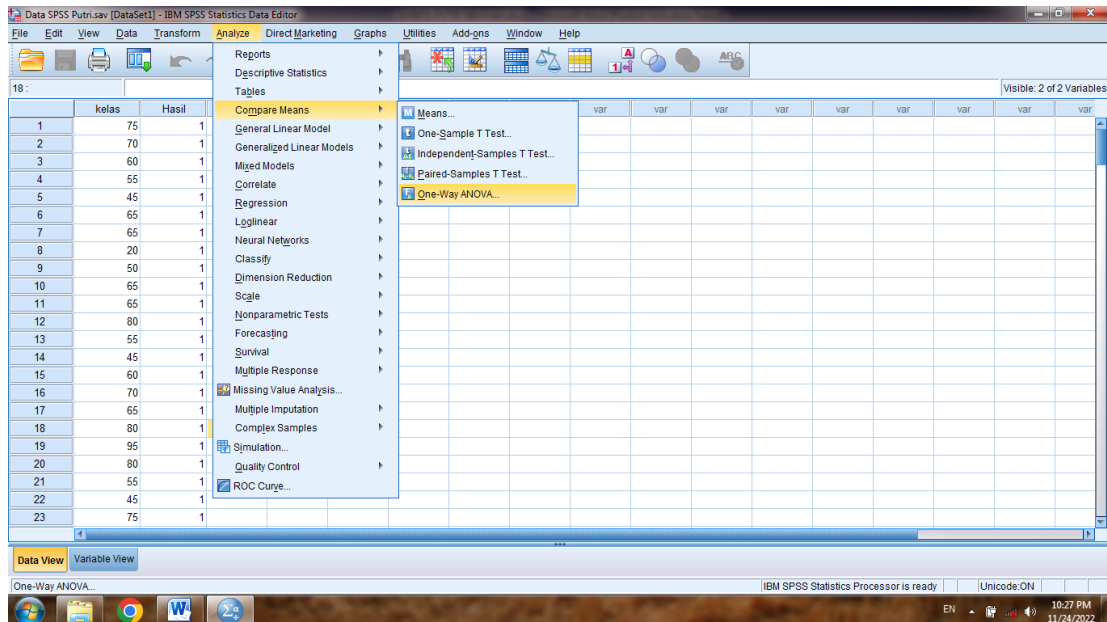 Data SPSS Putri.sav [DataSet1] - IBM SPSS Statistics Data Editor
File Edit View Data Transform Analyze Direct Marketing Graphs Utilities Add-ons Window Help
18 :
Visible: 2 of 2 Variables
kelas Hasil var var var var var var var var
1 75 1
2 70 1
3 60 1
4 55 1
5 45 1
6 65 1
7 65 1
8 20 1
9 50 1
10 65 1
11 65 1
12 80 1
13 55 1
14 45 1
15 60 1
16 70 1
17 65 1
18 80 1
19 95 1
20 80 1
21 55 1
22 45 1
23 75 1
Reports
Descriptive Statistics
Tables
Compare Means
General Linear Model
Generalized Linear Models
Mixed Models
Correlate
Regression
Loglinear
Neural Networks
Classify
Dimension Reduction
Scale
Nonparametric Tests
Forecasting
Survival
Multiple Response
Missing Value Analysis...
Multiple Imputation
Complex Samples
Simulation...
Quality Control
ROC Curve...
Means...
One-Sample T Test...
Independent-Samples T Test...
Paired-Samples T Test...
One-Way ANOVA...
Data View Variable View
One-Way ANOVA...
IBM SPSS Statistics Processor is ready
Unicode:ON
EN
10:27 PM
11/24/2022